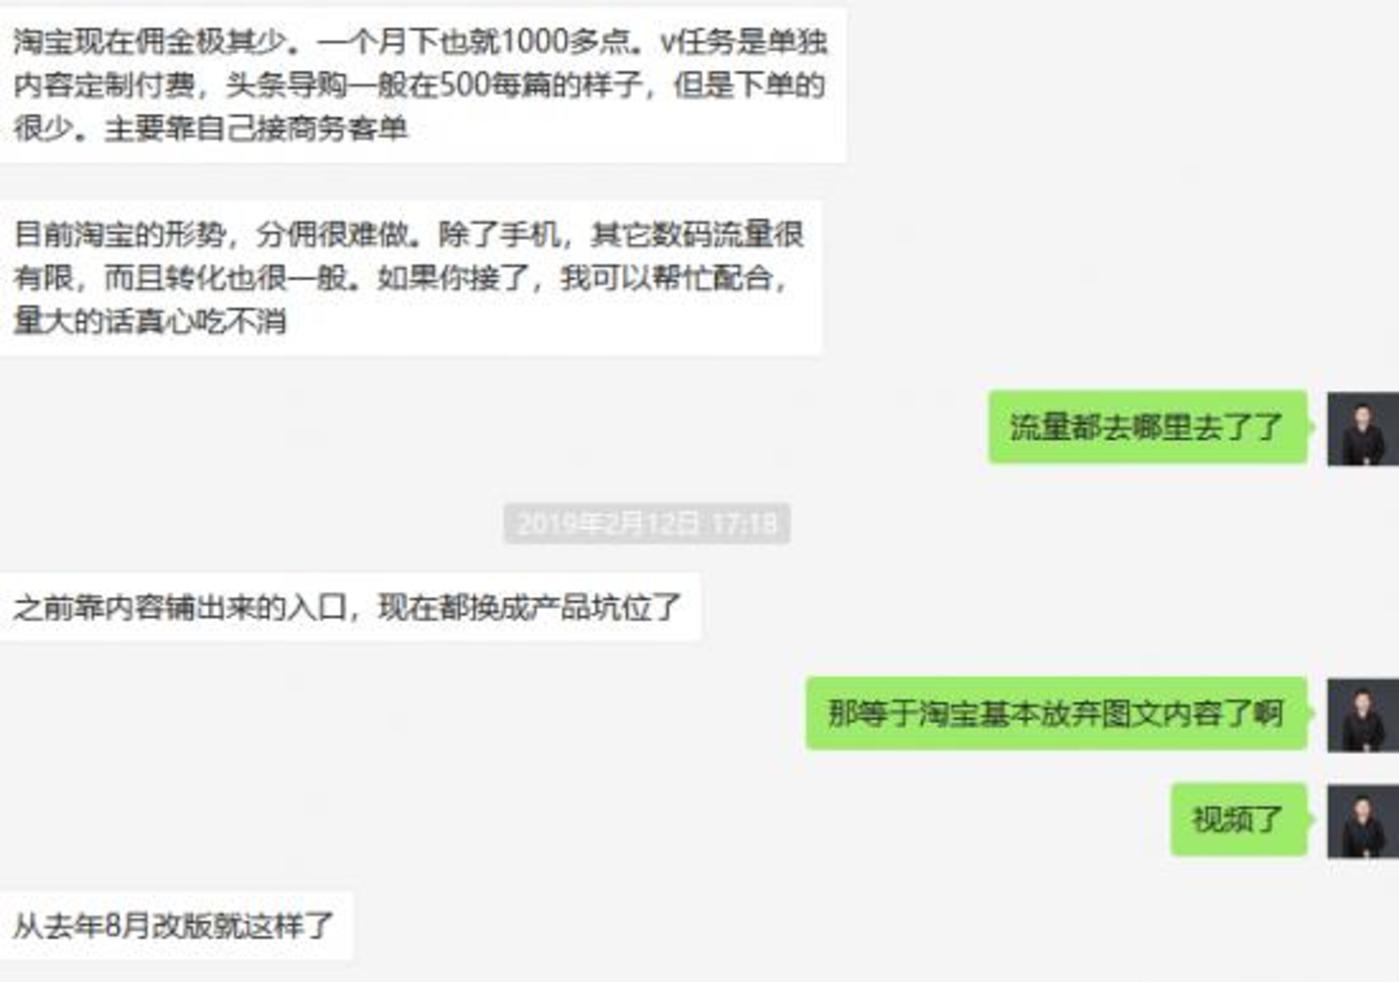 淘宝现在佣金极其少。一个月下也就1000多点。v任务是单独
内容定制付费，头条导购一般在500每篇的样子，但是下单的
很少。主要靠自己接商务客单
目前淘宝的形势，分佣很难做。除了手机，其它数码流量很
有限，而且转化也很一般。如果你接了，我可以帮忙配合，
量大的话真心吃不消
流量都去哪里去了了
2019年2月12日 17:18
之前靠内容铺出来的入口，现在都换成产品坑位了
那等于淘宝基本放弃图文内容了啊
视频了
从去年8月改版就这样了